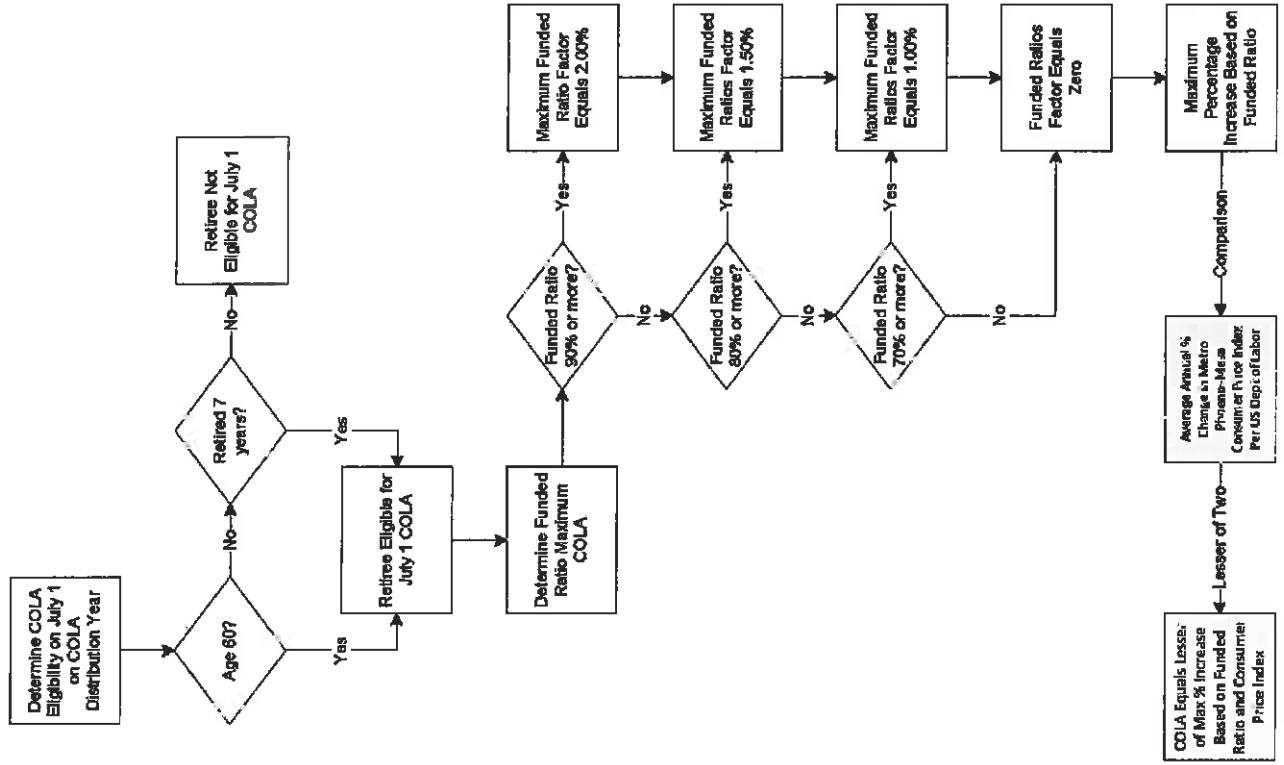 Determine COLA
Eligibility on July 1
on COLA
Distribution Year
Age 60?
No
Yes
Retired 7
years?
No
Yes
Retiree Not
Eligible for July 1
COLA
Retiree Eligible for
July 1 COLA
Determine Funded
Ratio Maximum
COLA
Funded Ratio
90% or more?
Yes
No
Maximum Funded
Ratio Factor
Equals 2.00%
Funded Ratio
80% or more?
Yes
No
Maximum Funded
Ratios Factor
Equals 1.50%
Funded Ratio
70% or more?
Yes
No
Maximum Funded
Ratios Factor
Equals 1.00%
Funded Ratios
Factor Equals
Zero
Maximum
Percentage
Increase Based on
Funded Ratio
Comparison
Average Annual %
Change in Metro
Phoenix-Mesa
Consumer Price Index
Per US Dept of Labor
Lesser of Two
COLA Equals Lesser
of Max % Increase
Based on Funded
Ratio and Consumer
Price Index